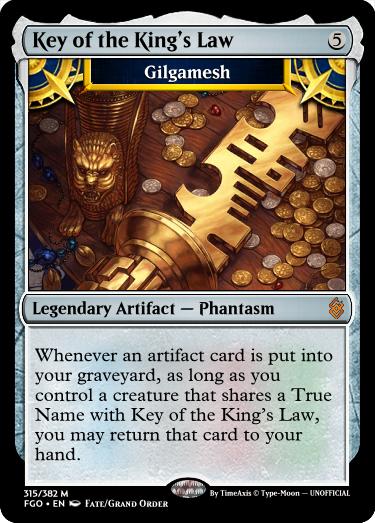 Key of the King's Law 5
Gilgamesh
Legendary Artifact — Phantasm
Whenever an artifact card is put into
your graveyard, as long as you
control a creature that shares a True
Name with Key of the King's Law,
you may return that card to your
hand.
315/382 M
FGO • EN Fate/Grand Order
By TimeAxis © Type-Moon — UNOFFICIAL